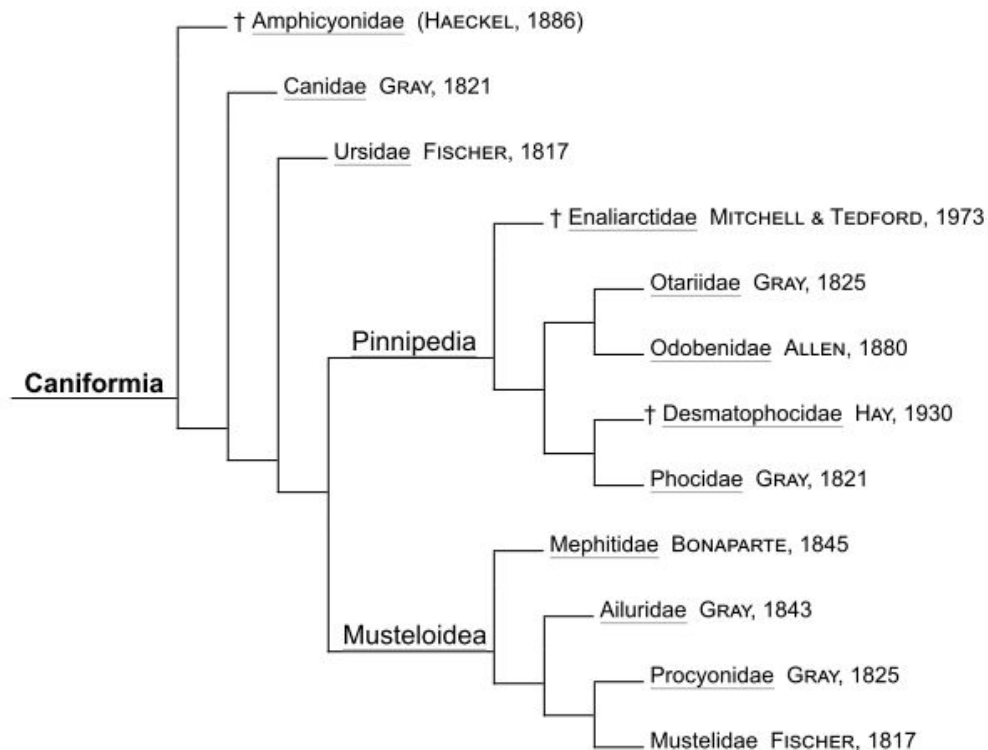 † Amphicyonidae (HAECKEL, 1886)
Canidae GRAY, 1821
Ursidae FISCHER, 1817
† Enaliarctidae MITCHELL & TEDFORD, 1973
Otariidae GRAY, 1825
Pinnipedia
Odobenidae ALLEN, 1880
Caniformia
† Desmatophocidae HAY, 1930
Phocidae GRAY, 1821
Mephitidae BONAPARTE, 1845
Ailuridae GRAY, 1843
Musteloidea
Procyonidae GRAY, 1825
Mustelidae FISCHER, 1817